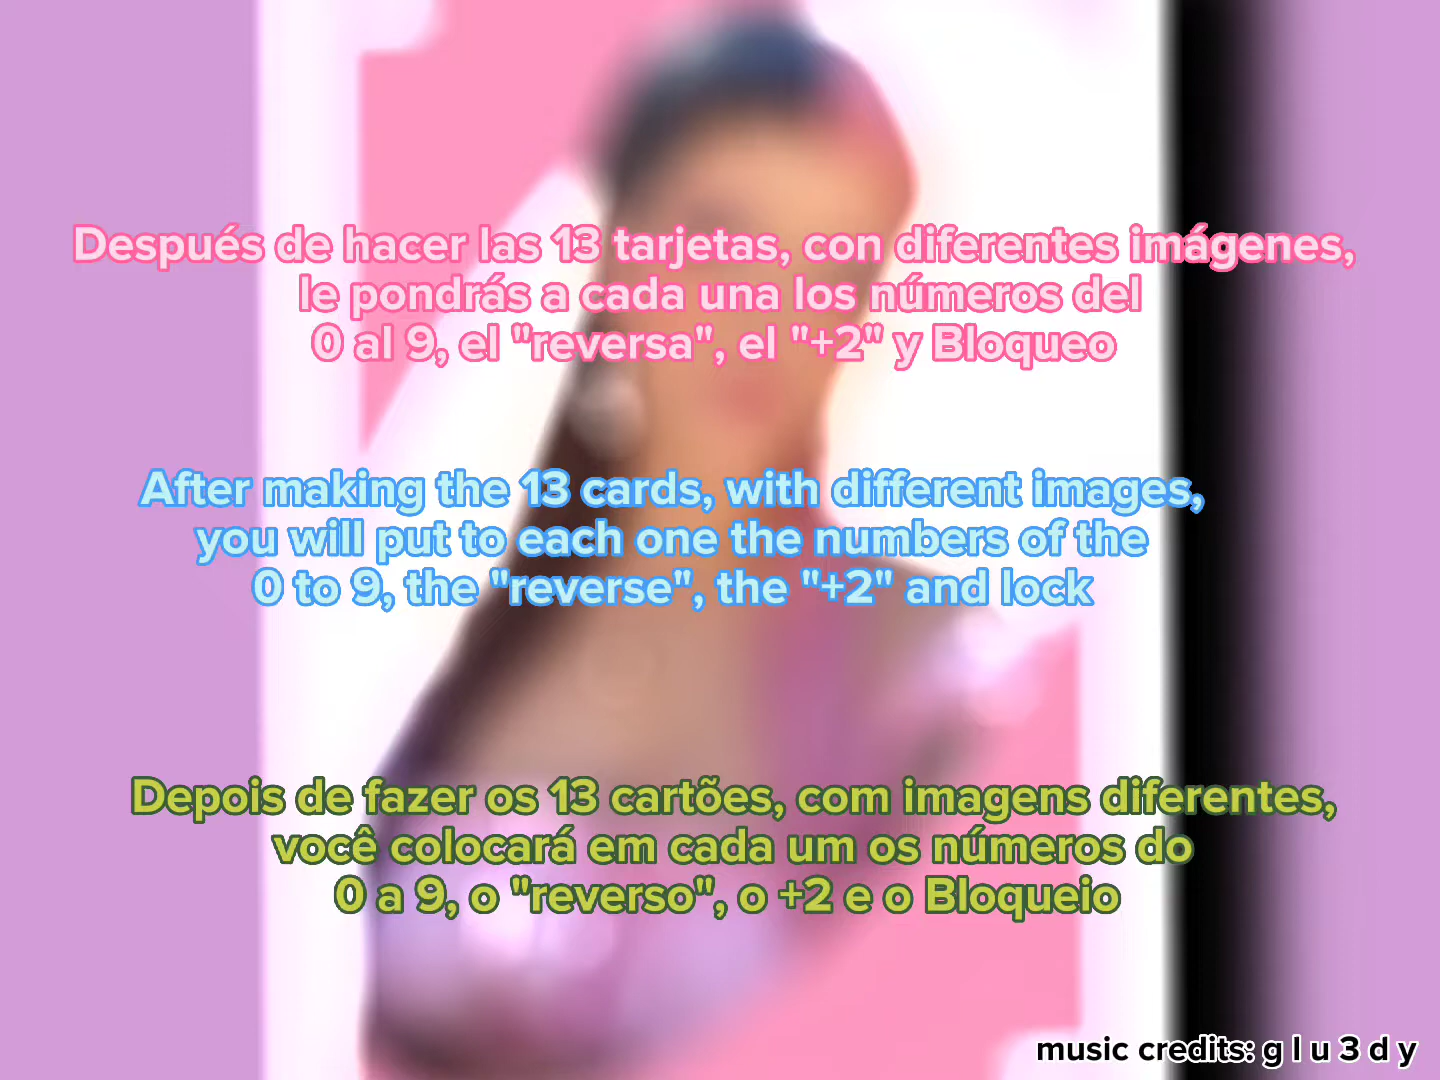 Después de hacer las 13 tarjetas, con diferentes imágenes,
le pondrás a cada una los números del
0 al 9, el "reversa", el "+2" y Bloqueo
After making the 13 cards, with different images,
you will put to each one the numbers of the
0 to 9, the "reverse", the "+2" and lock
Depois de fazer os 13 cartões, com imagens diferentes,
você colocará em cada um os números do
0 a 9, o "reverso", o +2 e o Bloqueio
music credits: g l u 3 d y